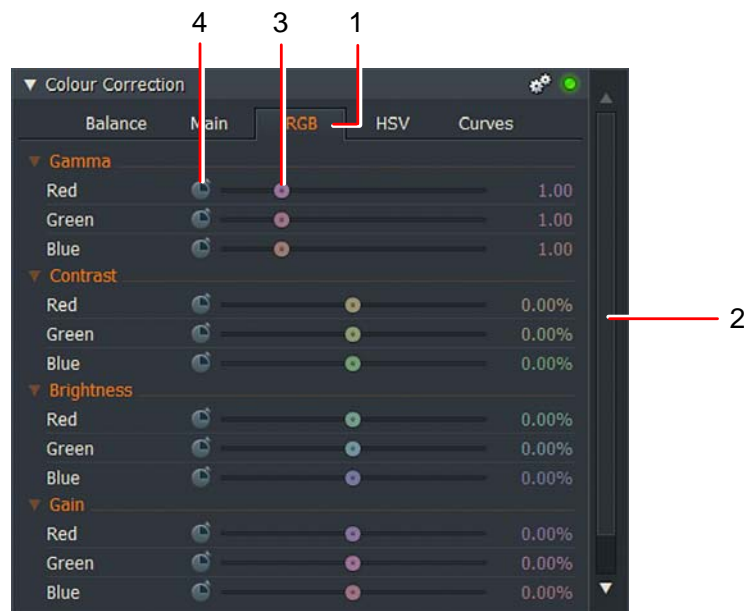 4 3 1
Colour Correction
Balance Main RGB HSV Curves
Gamma
Red 1.00
Green 1.00
Blue 1.00
Contrast
Red 0.00%
Green 0.00%
Blue 0.00%
2
Brightness
Red 0.00%
Green 0.00%
Blue 0.00%
Gain
Red 0.00%
Green 0.00%
Blue 0.00%